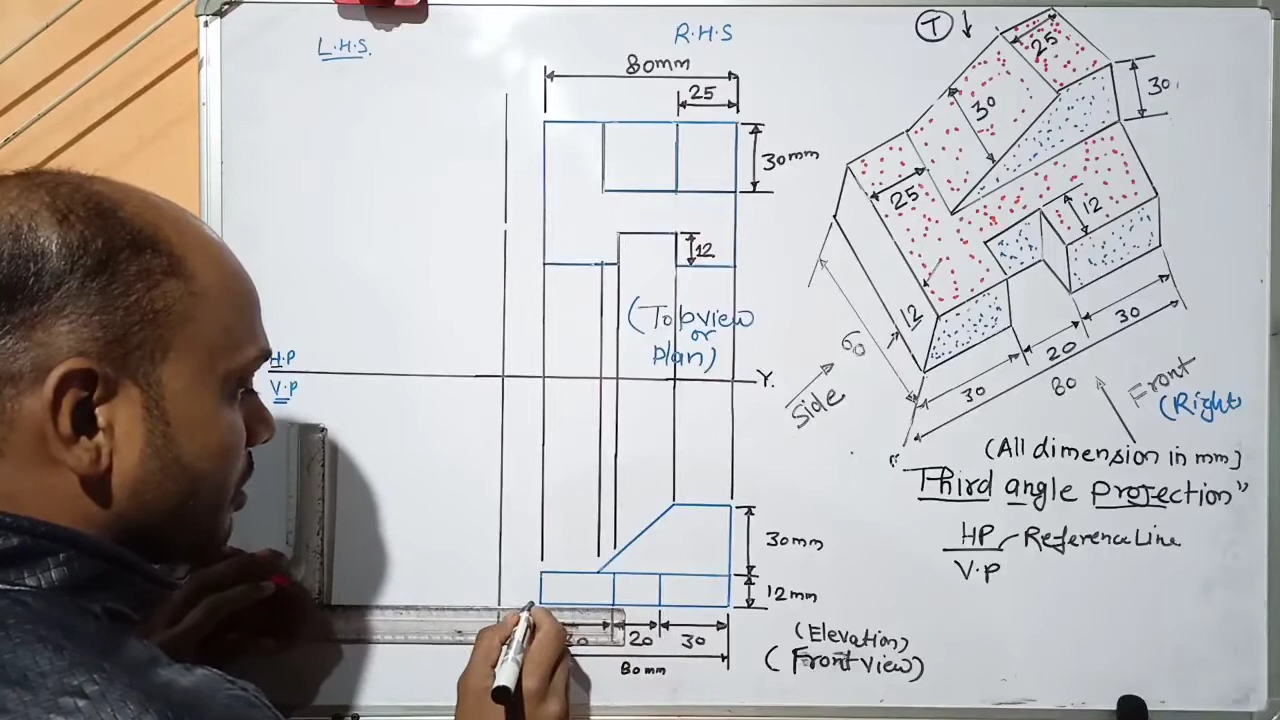 L.H.S.
R.H.S
80mm
25
30mm
12
(Topview
or
Plan)
H.P
V.P
Y.
30mm
12mm
20
30
80mm
(Elevation)
(Front view)
T
25
30
30
25
12
12
60
30
20
30
80
Side
Front
(Right
(All dimension in mm)
"Third angle projection"
HP
V.P
Reference Line